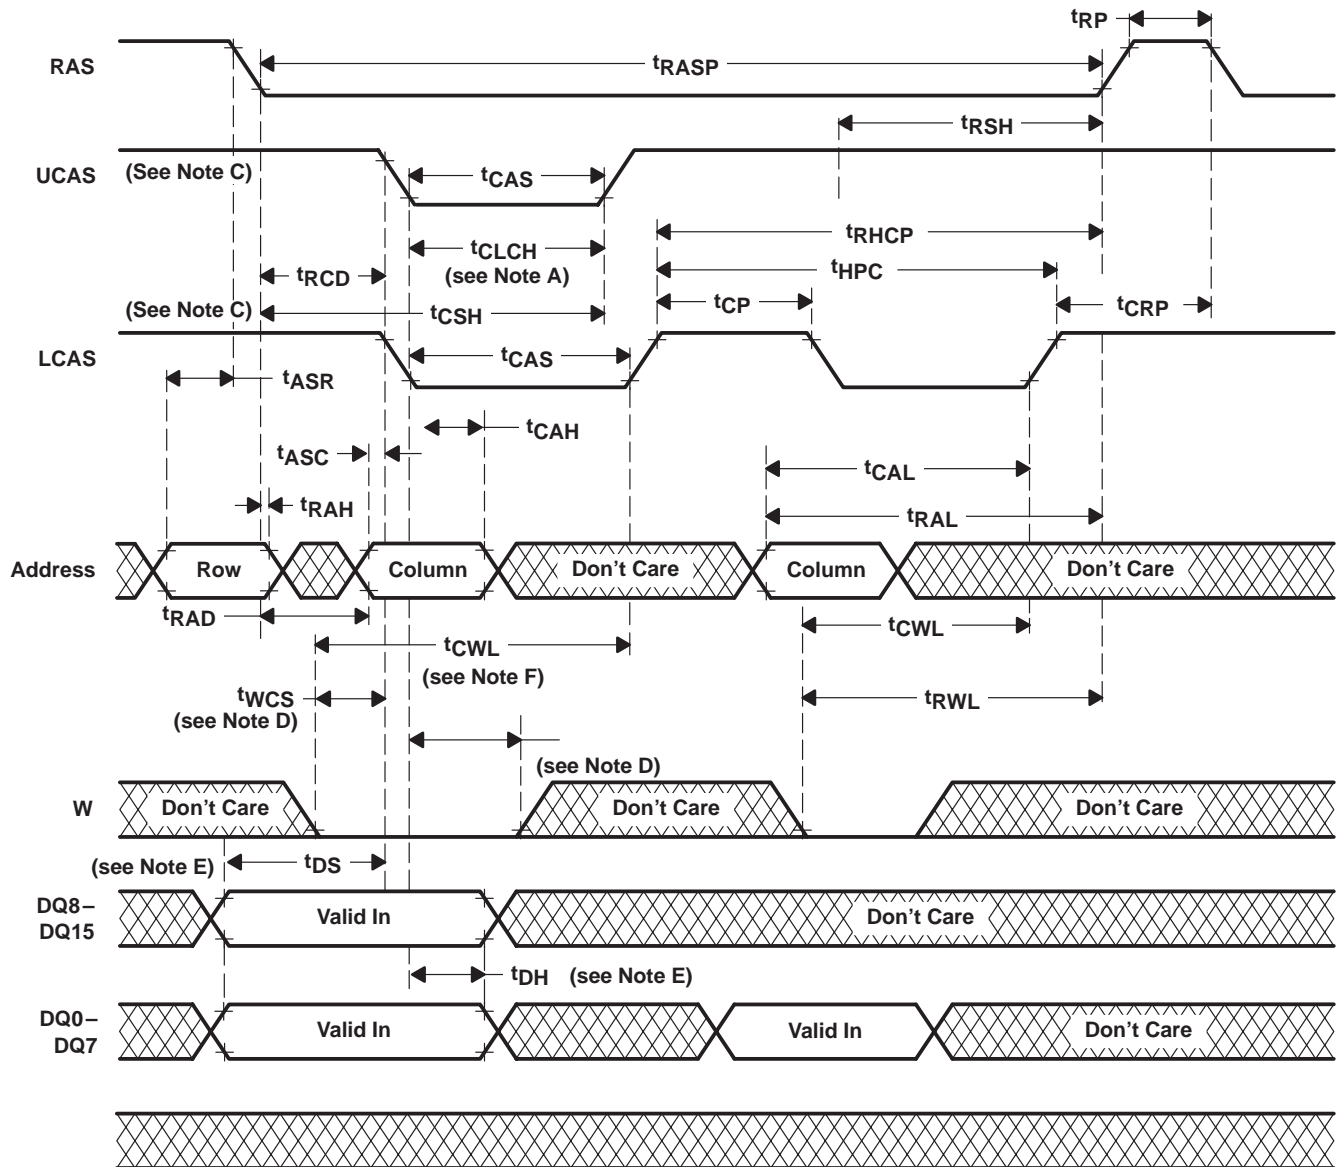 tRP
RAS
tRASP
tRSH
UCAS
(See Note C)
tCAS
tRHCP
tCLCH
(see Note A)
tHPC
tRCD
tCP
(See Note C)
tCSH
tCRP
LCAS
tCAS
tASR
tCAH
tASC
tCAL
tRAH
tRAL
Address
Row
Column
Don't Care
Column
Don't Care
tRAD
tCWL
(see Note F)
tCWL
tWCS
(see Note D)
tRWL
(see Note D)
W
Don't Care
Don't Care
Don't Care
(see Note E)
tDS
DQ8–
DQ15
Valid In
Don't Care
tDH (see Note E)
DQ0–
DQ7
Valid In
Valid In
Don't Care